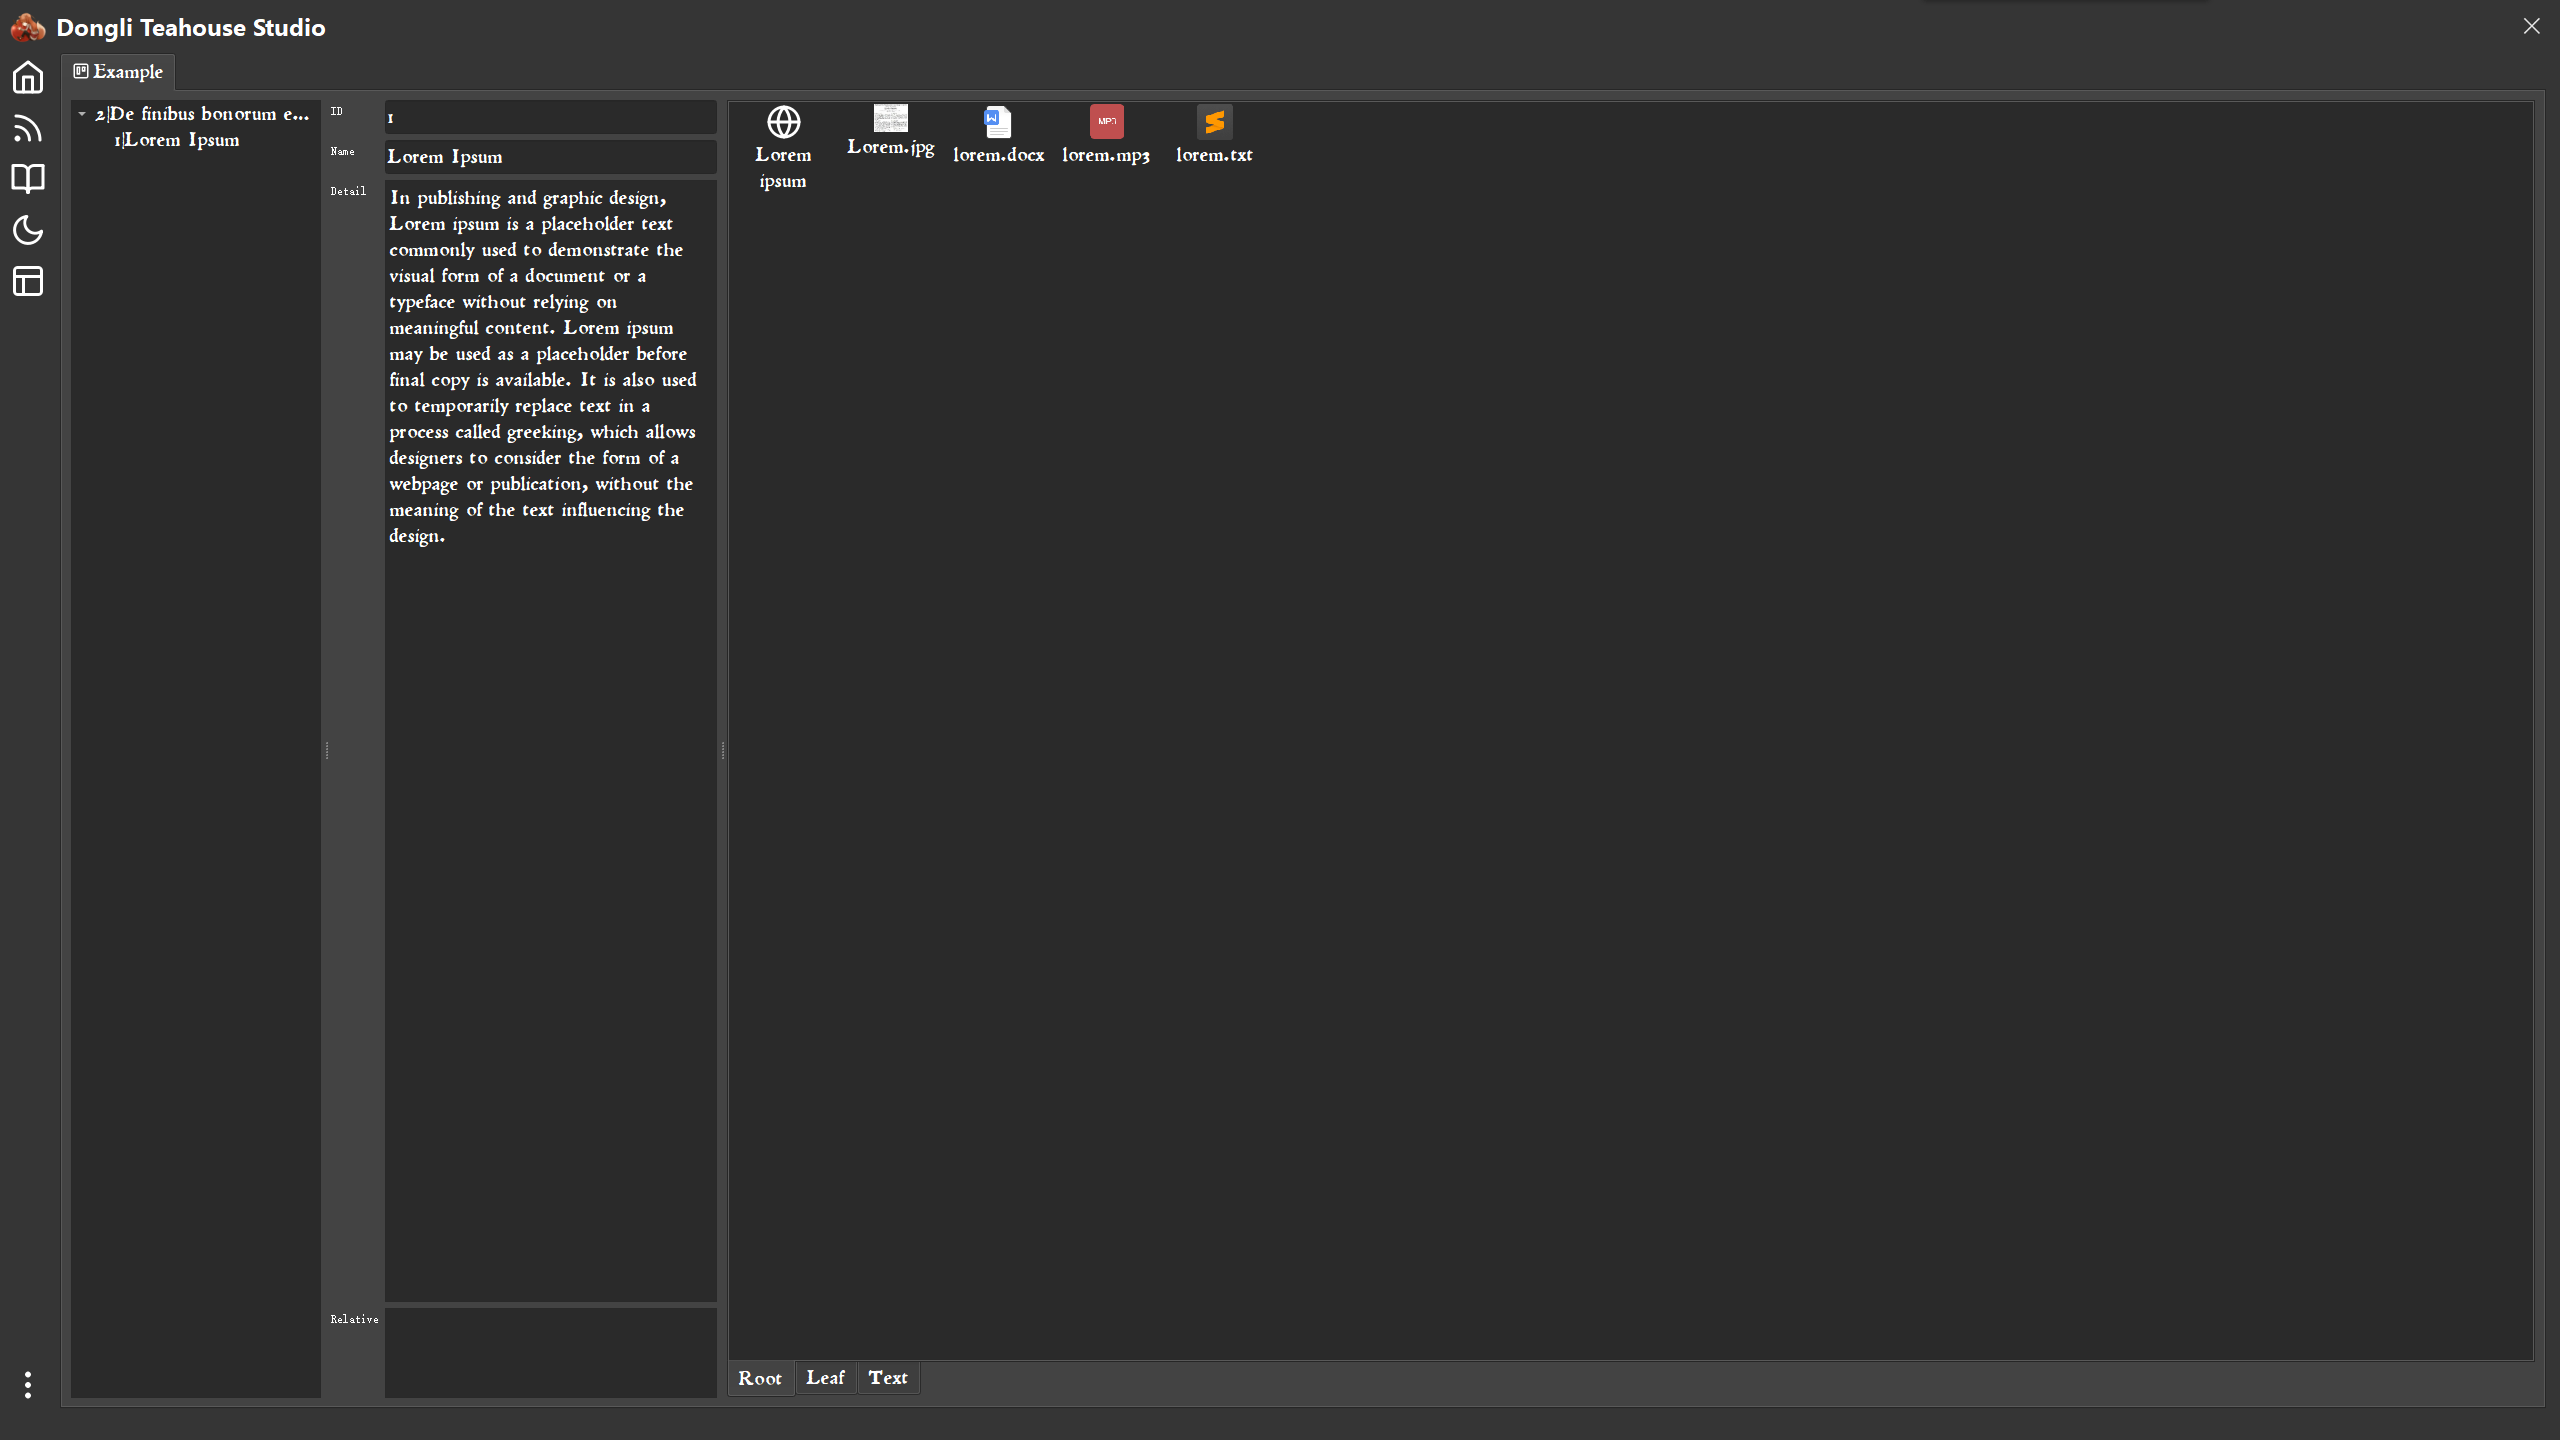 Dongli Teahouse Studio
Example
2|De finibus bonorum e...
1|Lorem Ipsum
ID
1
Name
Lorem Ipsum
Detail
In publishing and graphic design,
Lorem ipsum is a placeholder text
commonly used to demonstrate the
visual form of a document or a
typeface without relying on
meaningful content. Lorem ipsum
may be used as a placeholder before
final copy is available. It is also used
to temporarily replace text in a
process called greeking, which allows
designers to consider the form of a
webpage or publication, without the
meaning of the text influencing the
design.
Relative
Lorem
ipsum
Lorem.jpg
W
lorem.docx
MP3
lorem.mp3
lorem.txt
Root
Leaf
Text